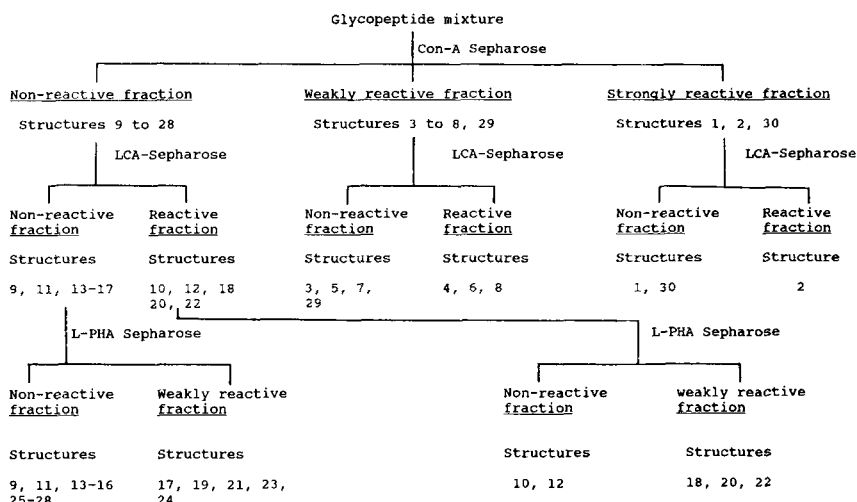 Glycopeptide mixture
Con-A Sepharose
Non-reactive fraction
Weakly reactive fraction
Strongly reactive fraction
Structures 9 to 28
Structures 3 to 8, 29
Structures 1, 2, 30
LCA-Sepharose
LCA-Sepharose
LCA-Sepharose
Non-reactive
fraction
Reactive
fraction
Non-reactive
fraction
Reactive
fraction
Non-reactive
fraction
Reactive
fraction
Structures
Structures
Structures
Structures
Structures
Structure
9, 11, 13-17
10, 12, 18
20, 22
3, 5, 7,
29
4, 6, 8
1, 30
2
L-PHA Sepharose
L-PHA Sepharose
Non-reactive
fraction
Weakly reactive
fraction
Non-reactive
fraction
weakly reactive
fraction
Structures
Structures
Structures
Structures
9, 11, 13-16
25-28
17, 19, 21, 23,
24
10, 12
18, 20, 22